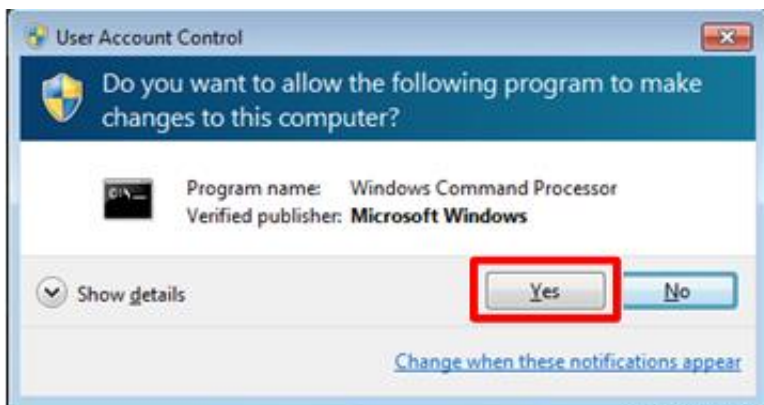 User Account Control
Do you want to allow the following program to make
changes to this computer?
C:\
Program name: Windows Command Processor
Verified publisher: Microsoft Windows
Show details
Yes
No
Change when these notifications appear